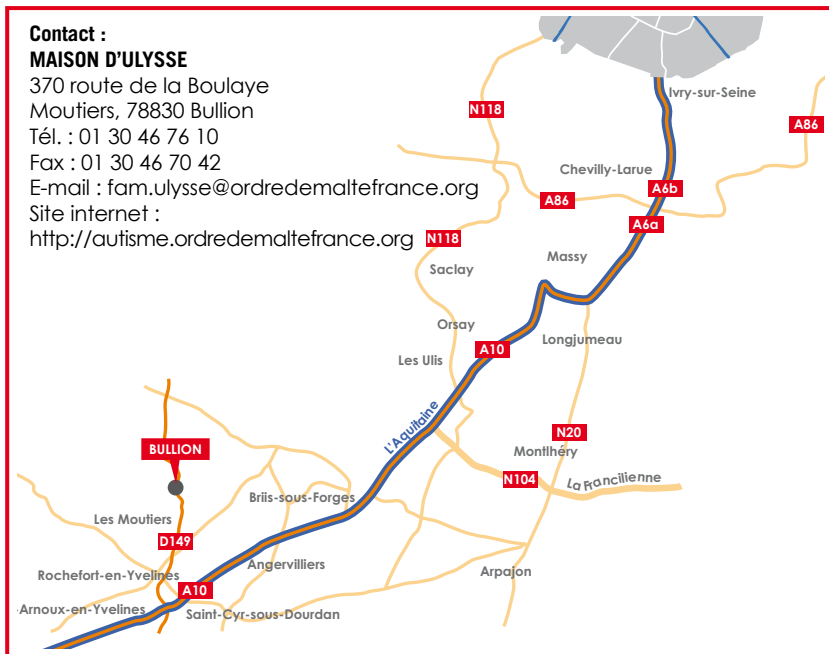 Contact :
MAISON D'ULYSSE
370 route de la Boulaye
Moutiers, 78830 Bullion
Tél. : 01 30 46 76 10
Fax : 01 30 46 70 42
E-mail : fam.ulysse@ordredemaltefrance.org
Site internet :
http://autisme.ordredemaltefrance.org
Ivry-sur-Seine
N118
A86
Chevilly-Larue
A6b
A86
A6a
N118
Massy
Saclay
Orsay
Longjumeau
A10
Les Ulis
L'Aquitaine
N20
Montlhéry
BULLION
N104
La Francilienne
Briis-sous-Forges
Les Moutiers
D149
Angervilliers
Arpajon
Rochefort-en-Yvelines
A10
-Arnoux-en-Yvelines
Saint-Cyr-sous-Dourdan